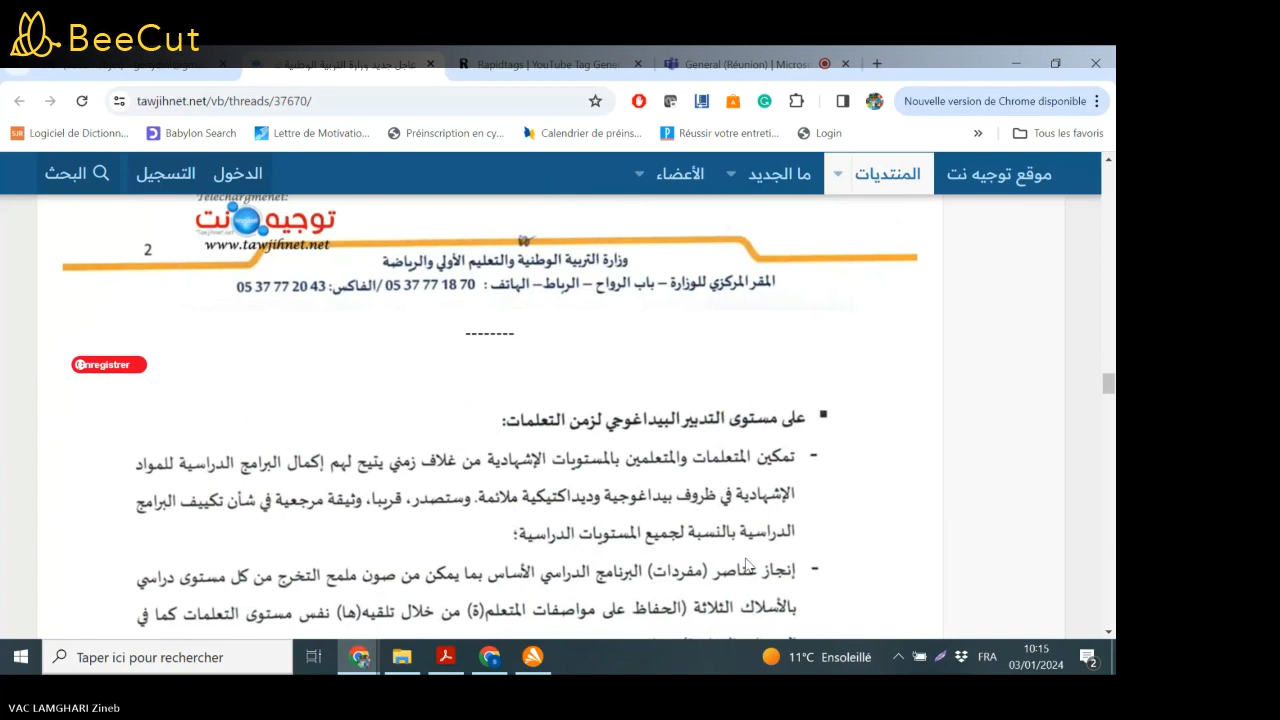 BeeCut
عاجل جديد وزارة التربية الوطنية
Rapidtags | YouTube Tag Gene
General (Réunion) | Micros
tawjihnet.net/vb/threads/37670/
Nouvelle version de Chrome disponible
Logiciel de Dictionn...
Babylon Search
Lettre de Motivatio...
Préinscription en cy...
Calendrier de préins...
Réussir votre entreti...
Login
Tous les favoris
موقع توجيه نت
المنتديات
ما الجديد
الأعضاء
الدخول
التسجيل
البحث
Telechargmenet:
توجيه نت
www.tawjihnet.net
2
وزارة التربية الوطنية والتعليم الأولي والرياضة
المقر المركزي للوزارة – باب الرواح – الرباط– الهاتف : 05 37 77 18 70 /الفاكس: 05 37 77 20 43
--------
Enregistrer
▪ على مستوى التدبير البيداغوجي لزمن التعلمات:
- تمكين المتعلمات والمتعلمين بالمستويات الإشهادية من غلاف زمني يتيح لهم إكمال البرامج الدراسية للمواد
الإشهادية في ظروف بيداغوجية وديداكتيكية ملائمة. وستصدر، قريبا، وثيقة مرجعية في شأن تكييف البرامج
الدراسية بالنسبة لجميع المستويات الدراسية؛
- إنجاز عناصر (مفردات) البرنامج الدراسي الأساس بما يمكن من صون ملمح التخرج من كل مستوى دراسي
بالأسلاك الثلاثة (الحفاظ على مواصفات المتعلم(ة) من خلال تلقيه(ها) نفس مستوى التعلمات كما في
Taper ici pour rechercher
11°C Ensoleillé
FRA
10:15
03/01/2024
2
VAC LAMGHARI Zineb